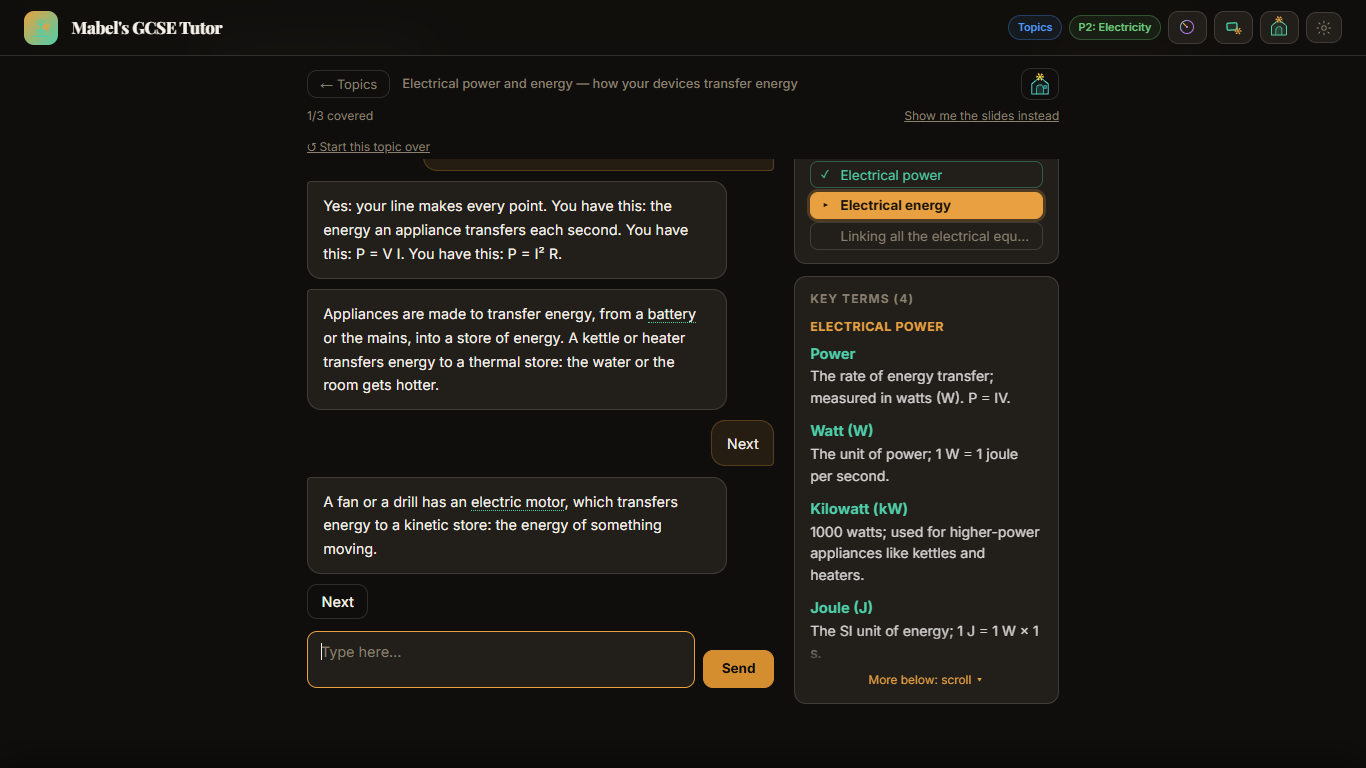 Mabel's GCSE Tutor
Topics
P2: Electricity
← Topics
Electrical power and energy — how your devices transfer energy
1/3 covered
Show me the slides instead
↺ Start this topic over
Yes: your line makes every point. You have this: the
energy an appliance transfers each second. You have
this: P = V I. You have this: P = I² R.
Appliances are made to transfer energy, from a battery
or the mains, into a store of energy. A kettle or heater
transfers energy to a thermal store: the water or the
room gets hotter.
Next
A fan or a drill has an electric motor, which transfers
energy to a kinetic store: the energy of something
moving.
Next
Type here...
Send
✓ Electrical power
▸ Electrical energy
Linking all the electrical equ...
KEY TERMS (4)
ELECTRICAL POWER
Power
The rate of energy transfer;
measured in watts (W). P = IV.
Watt (W)
The unit of power; 1 W = 1 joule
per second.
Kilowatt (kW)
1000 watts; used for higher-power
appliances like kettles and
heaters.
Joule (J)
The SI unit of energy; 1 J = 1 W × 1
s.
More below: scroll ▾